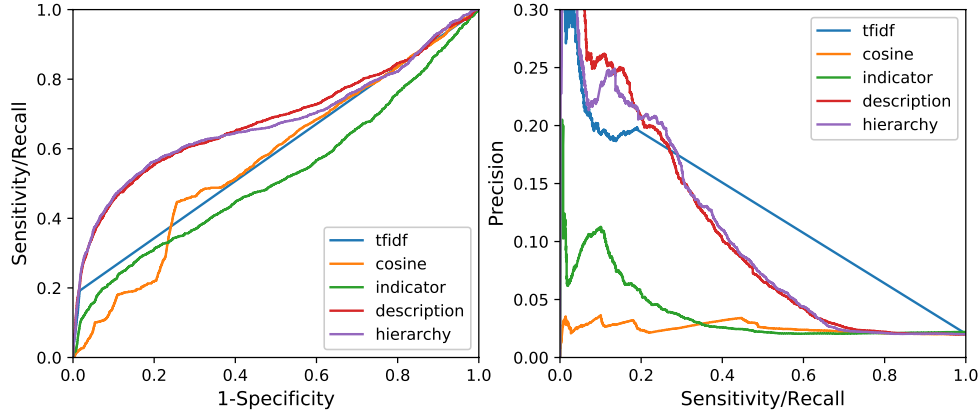 1.0
0.8
0.6
0.4
0.2
0.0
Sensitivity/Recall
0.0 0.2 0.4 0.6 0.8 1.0
1-Specificity
tfidf
cosine
indicator
description
hierarchy
0.30
0.25
0.20
0.15
0.10
0.05
0.00
Precision
0.0 0.2 0.4 0.6 0.8 1.0
Sensitivity/Recall
tfidf
cosine
indicator
description
hierarchy